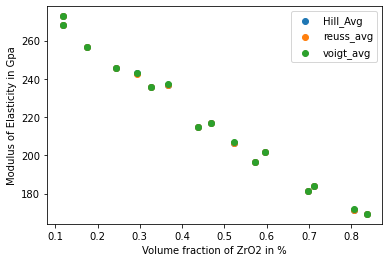 Hill_Avg
reuss_avg
voigt_avg
260
240
220
200
180
Modulus of Elasticity in Gpa
0.1 0.2 0.3 0.4 0.5 0.6 0.7 0.8
Volume fraction of ZrO2 in %